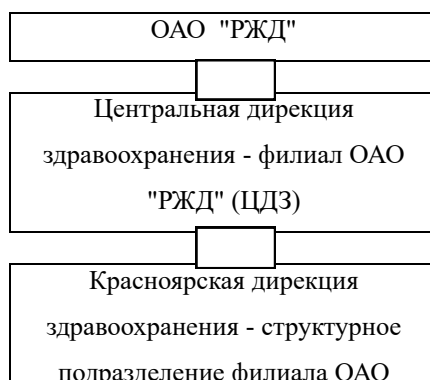 ОАО "РЖД"
Центральная дирекция
здравоохранения - филиал ОАО
"РЖД" (ЦДЗ)
Красноярская дирекция
здравоохранения - структурное
подразделение филиала ОАО